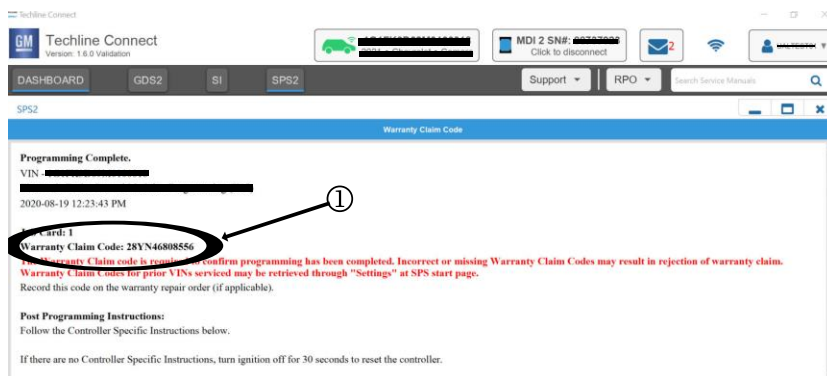 Techline Connect
GM
Techline Connect
Version: 1.6.0 Validation
MDI 2 SN#:
Click to disconnect
2
DASHBOARD GDS2 SI SPS2 Support RPO Search Service Manuals
SPS2
Warranty Claim Code
Programming Complete.
VIN -
2020-08-19 12:23:43 PM
①
Card: 1
Warranty Claim Code: 28YN46808556
Warranty Claim code is required to confirm programming has been completed. Incorrect or missing Warranty Claim Codes may result in rejection of warranty claim.
Warranty Claim Codes for prior VINs serviced may be retrieved through "Settings" at SPS start page.
Record this code on the warranty repair order (if applicable).
Post Programming Instructions:
Follow the Controller Specific Instructions below.
If there are no Controller Specific Instructions, turn ignition off for 30 seconds to reset the controller.